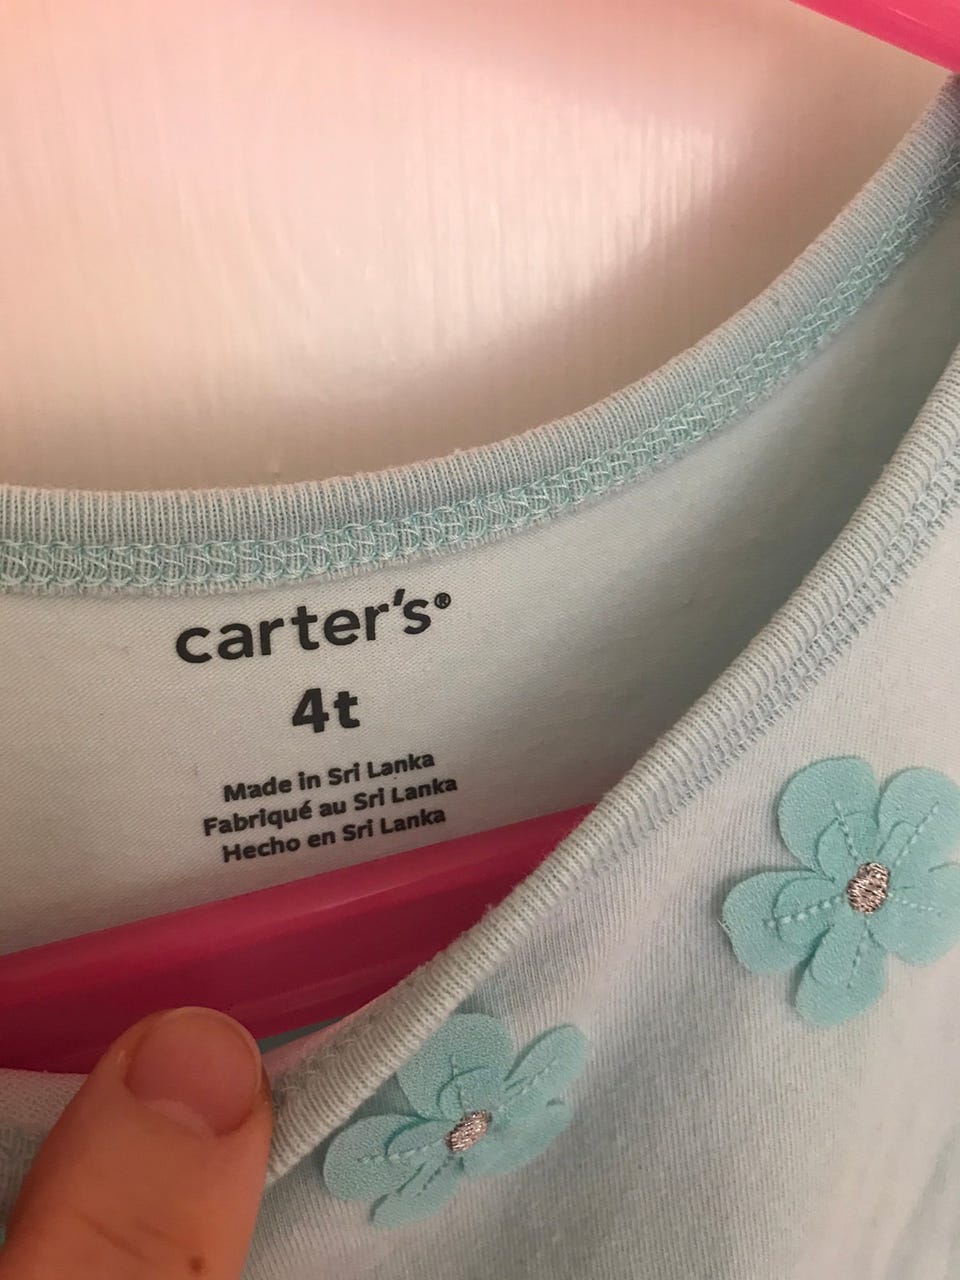 carter's®
4t
Made in Sri Lanka
Fabriqué au Sri Lanka
Hecho en Sri Lanka